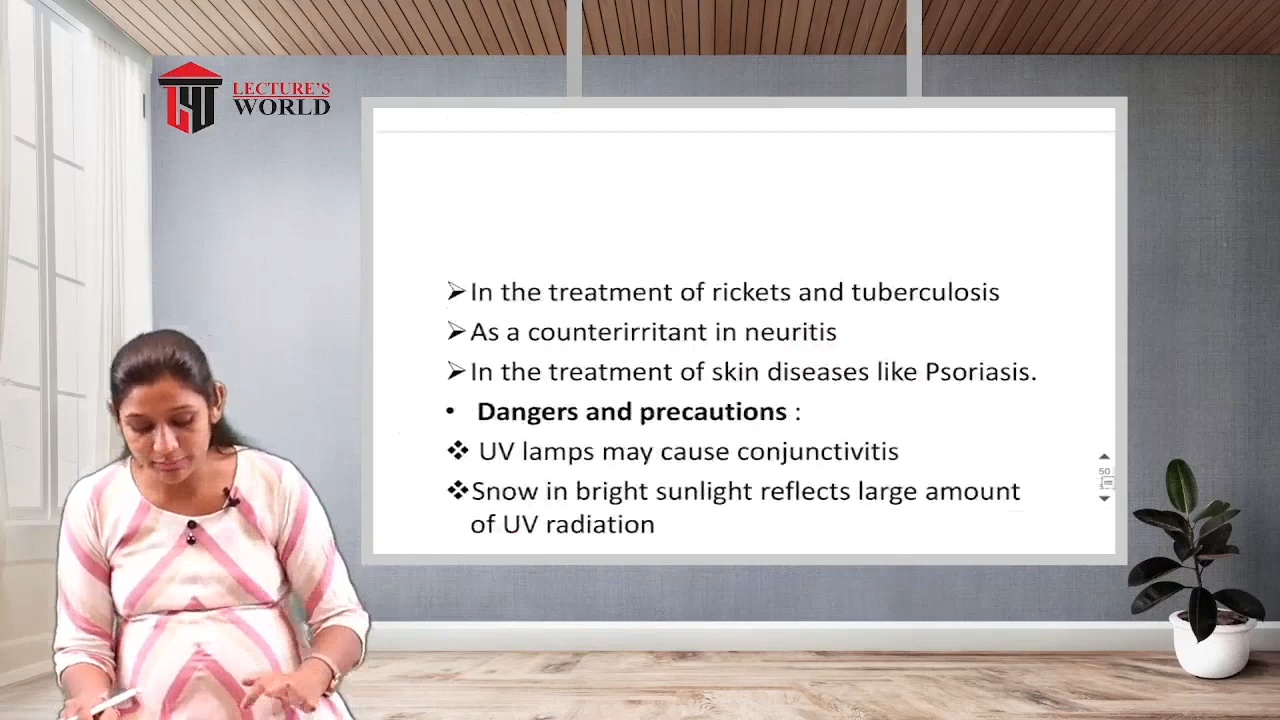 LECTURE'S
WORLD
➢In the treatment of rickets and tuberculosis
➢As a counterirritant in neuritis
➢In the treatment of skin diseases like Psoriasis.
• Dangers and precautions :
❖ UV lamps may cause conjunctivitis
❖Snow in bright sunlight reflects large amount
of UV radiation
50